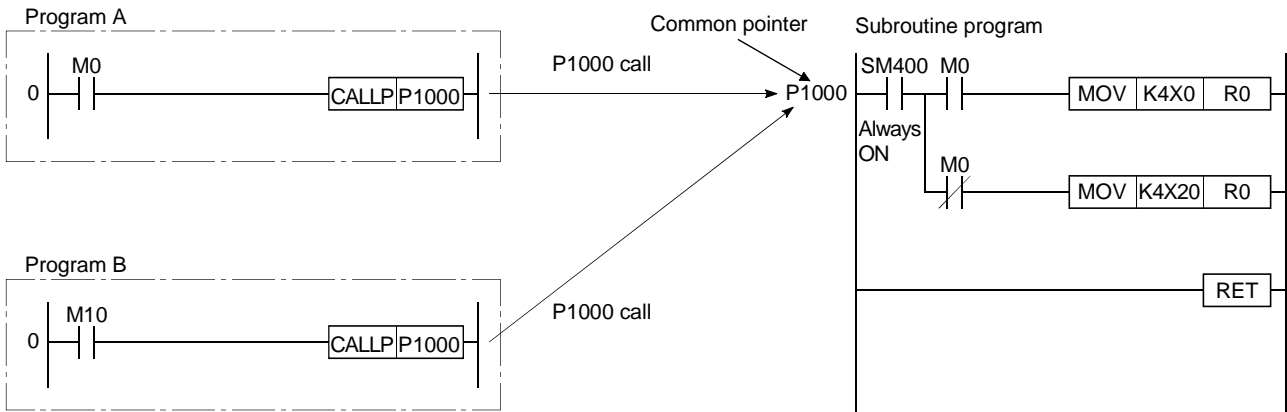 Program A
M0
0
CALLP P1000
P1000 call
Common pointer
P1000
Subroutine program
SM400 M0
MOV K4X0 R0
Always
ON
M0
MOV K4X20 R0
RET
Program B
M10
0
CALLP P1000
P1000 call